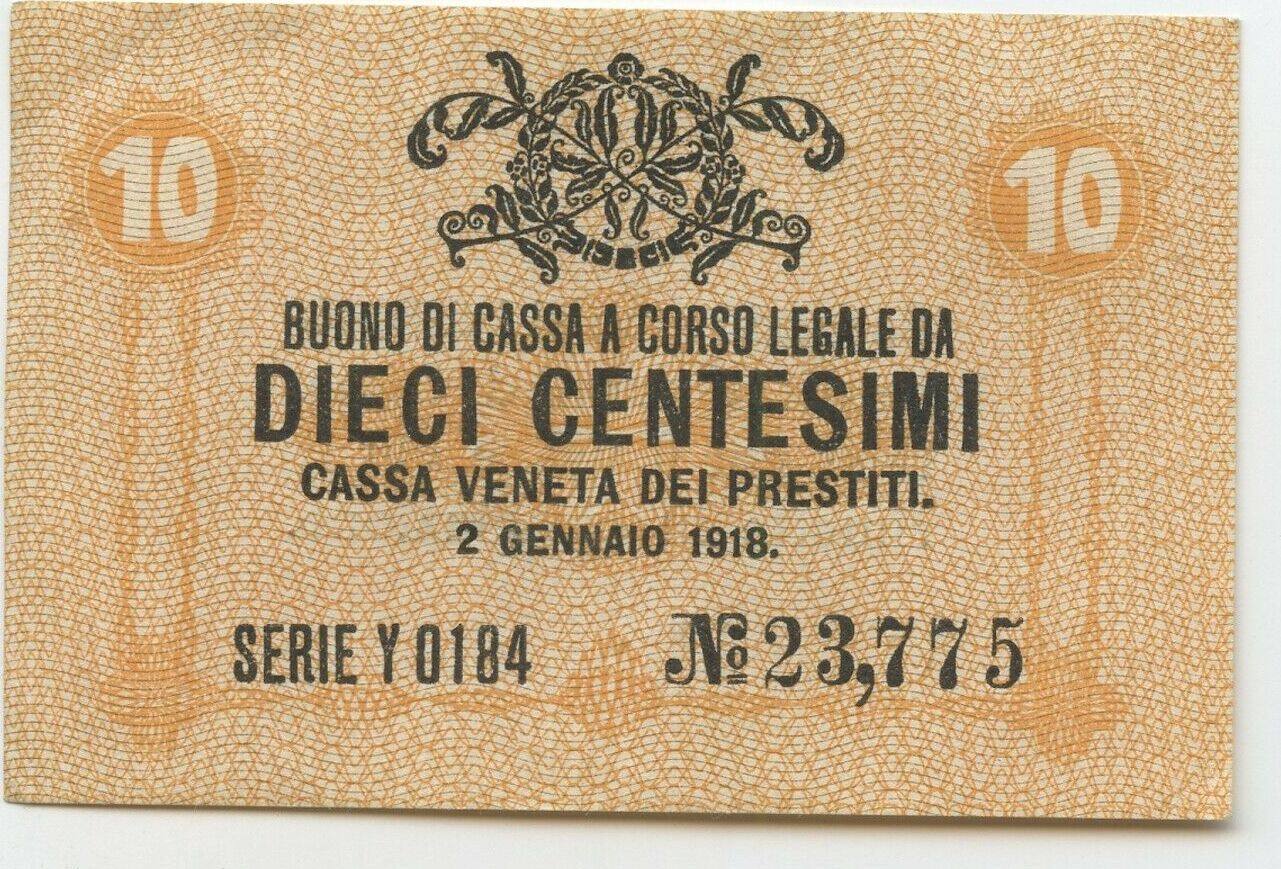 10 10
BUONO DI CASSA A CORSO LEGALE DA
DIECI CENTESIMI
CASSA VENETA DEI PRESTITI.
2 GENNAIO 1918.
SERIE Y 0184 № 23,775